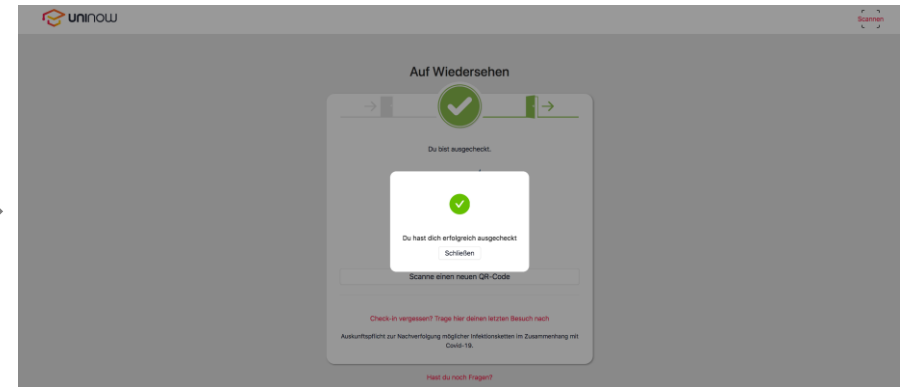 uninow
Scannen
Auf Wiedersehen
Du bist ausgecheckt.
Du hast dich erfolgreich ausgecheckt
Schließen
Scanne einen neuen QR-Code
Check-in vergessen? Trage hier deinen letzten Besuch nach
Auskunftspflicht zur Nachverfolgung möglicher Infektionsketten im Zusammenhang mit
Covid-19.
Hast du noch Fragen?